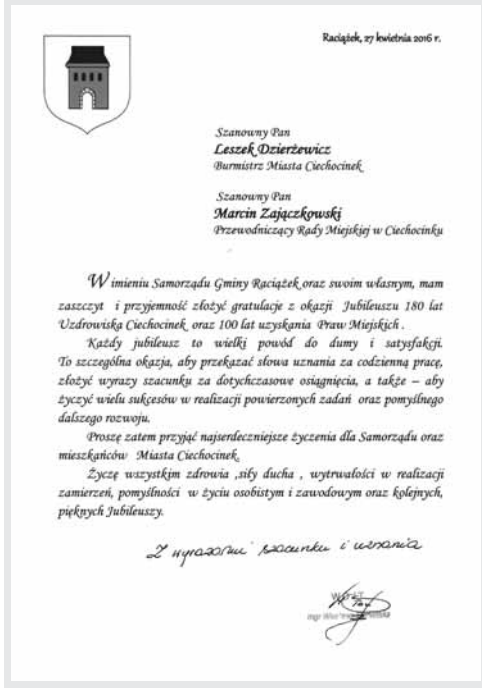 Raciążek, 27 kwietnia 2016 r.
Szanowny Pan
Leszek Dzierżewicz
Burmistrz Miasta Ciechocinek
Szanowny Pan
Marcin Zajączkowski
Przewodniczący Rady Miejskiej w Ciechocinku
W imieniu Samorządu Gminy Raciążek oraz swoim własnym, mam
zaszczyt i przyjemność złożyć gratulacje z okazji Jubileuszu 180 lat
Uzdrowiska Ciechocinek oraz 100 lat uzyskania Praw Miejskich .
Każdy jubileusz to wielki powód do dumy i satysfakcji.
To szczególna okazja, aby przekazać słowa uznania za codzienną pracę,
złożyć wyrazy szacunku za dotychczasowe osiągnięcia, a także – aby
życzyć wielu sukcesów w realizacji powierzonych zadań oraz pomyślnego
dalszego rozwoju.
Proszę zatem przyjąć najserdeczniejsze życzenia dla Samorządu oraz
mieszkańców Miasta Ciechocinek.
Życzę wszystkim zdrowia ,siły ducha , wytrwałości w realizacji
zamierzeń, pomyślności w życiu osobistym i zawodowym oraz kolejnych,
pięknych Jubileuszy.
Z wyrazami szacunku i uznania
mgr